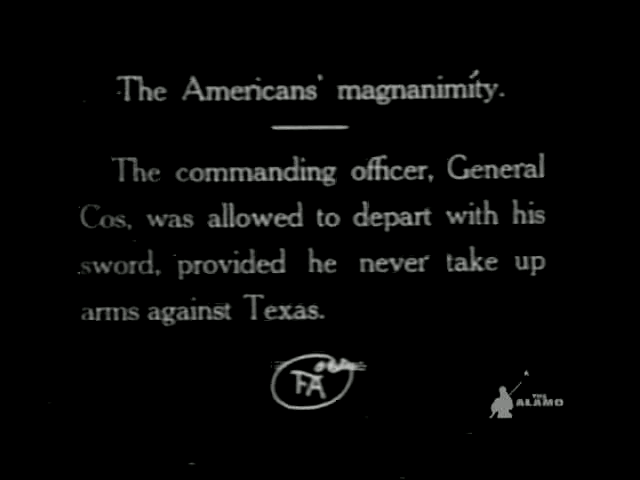 The Americans' magnanimity.
The commanding officer, General
Cos, was allowed to depart with his
sword, provided he never take up
arms against Texas.
FA
THE
ALAMO